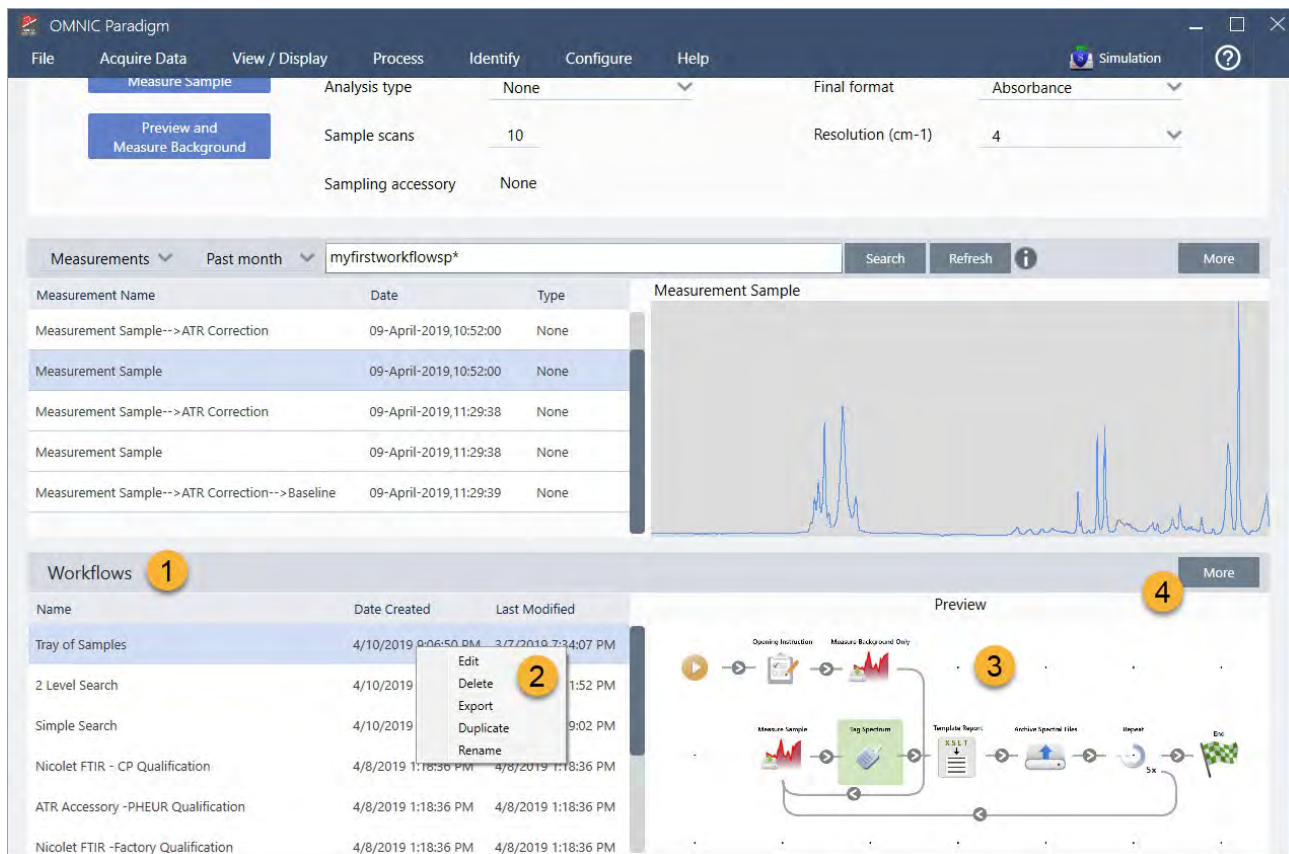 OMNIC Paradigm
File Acquire Data View / Display Process Identify Configure Help Simulation ?
Measure Sample
Analysis type None Final format Absorbance
Preview and
Measure Background
Sample scans 10 Resolution (cm-1) 4
Sampling accessory None
Measurements Past month myfirstworkflowsp* Search Refresh i More
Measurement Name Date Type Measurement Sample
Measurement Sample-->ATR Correction 09-April-2019,10:52:00 None
Measurement Sample 09-April-2019,10:52:00 None
Measurement Sample-->ATR Correction 09-April-2019,11:29:38 None
Measurement Sample 09-April-2019,11:29:38 None
Measurement Sample-->ATR Correction-->Baseline 09-April-2019,11:29:39 None
Workflows 1 4 More
Name Date Created Last Modified Preview
Tray of Samples 4/10/2019 9:06:50 PM 3/7/2019 7:34:07 PM
Edit
Delete
Export
Duplicate
Rename
2
2 Level Search 4/10/2019 1:52 PM
Simple Search 4/10/2019 9:02 PM
Nicolet FTIR - CP Qualification 4/8/2019 1:18:36 PM 4/8/2019 1:18:36 PM
ATR Accessory -PHEUR Qualification 4/8/2019 1:18:36 PM 4/8/2019 1:18:36 PM
Nicolet FTIR -Factory Qualification 4/8/2019 1:18:36 PM 4/8/2019 1:18:36 PM
Opening Instruction Measure Background Only
3
Measure Sample Tag Spectrum Template Report Archive Spectral Files Repeat End
XSLT
5x